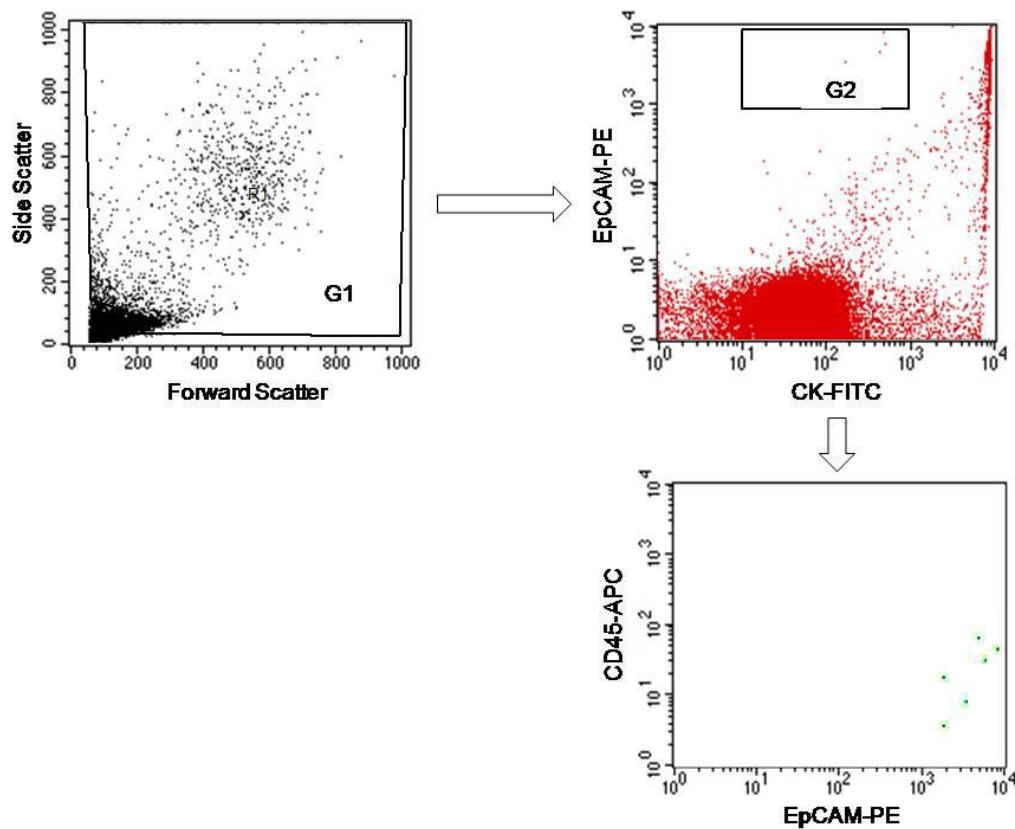 1000
800
600
400
200
0
Side Scatter
R1
G1
0 200 400 600 800 1000
Forward Scatter
10^4
10^3
10^2
10^1
10^0
EpCAM-PE
G2
10^0 10^2 10^3 10^4
CK-FITC
10^4
10^3
10^2
10^1
10^0
CD45-APC
10^0 10^1 10^2 10^3 10^4
EpCAM-PE